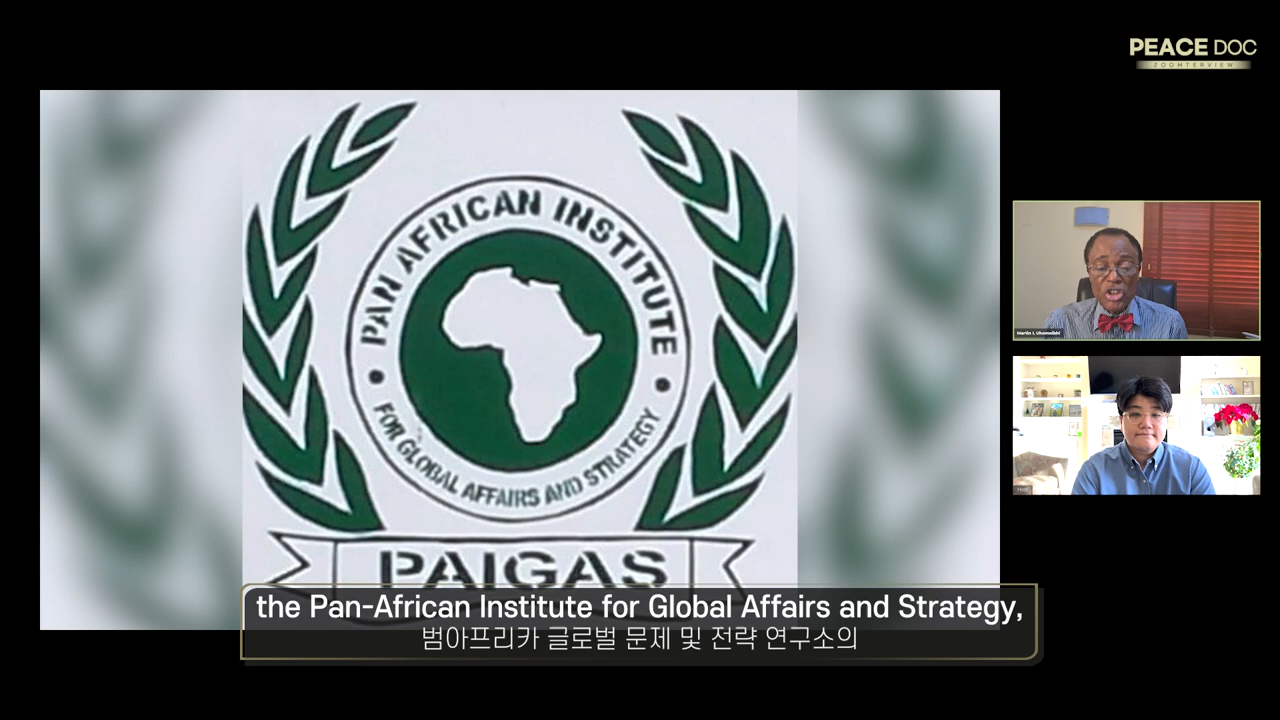 PEACE DOC
ZOOMTERVIEW
PAN AFRICAN INSTITUTE
FOR GLOBAL AFFAIRS AND STRATEGY
PAIGAS
Martin I. Uhomoibhi
the Pan-African Institute for Global Affairs and Strategy,
범아프리카 글로벌 문제 및 전략 연구소의